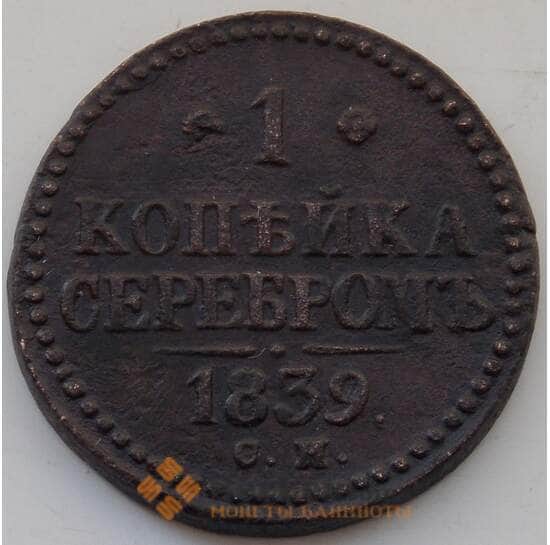 1
КОПѢЙКА
СЕРЕБРОМЪ
1839.
С.М.
МОНЕТЫ БАНКНОТЫ